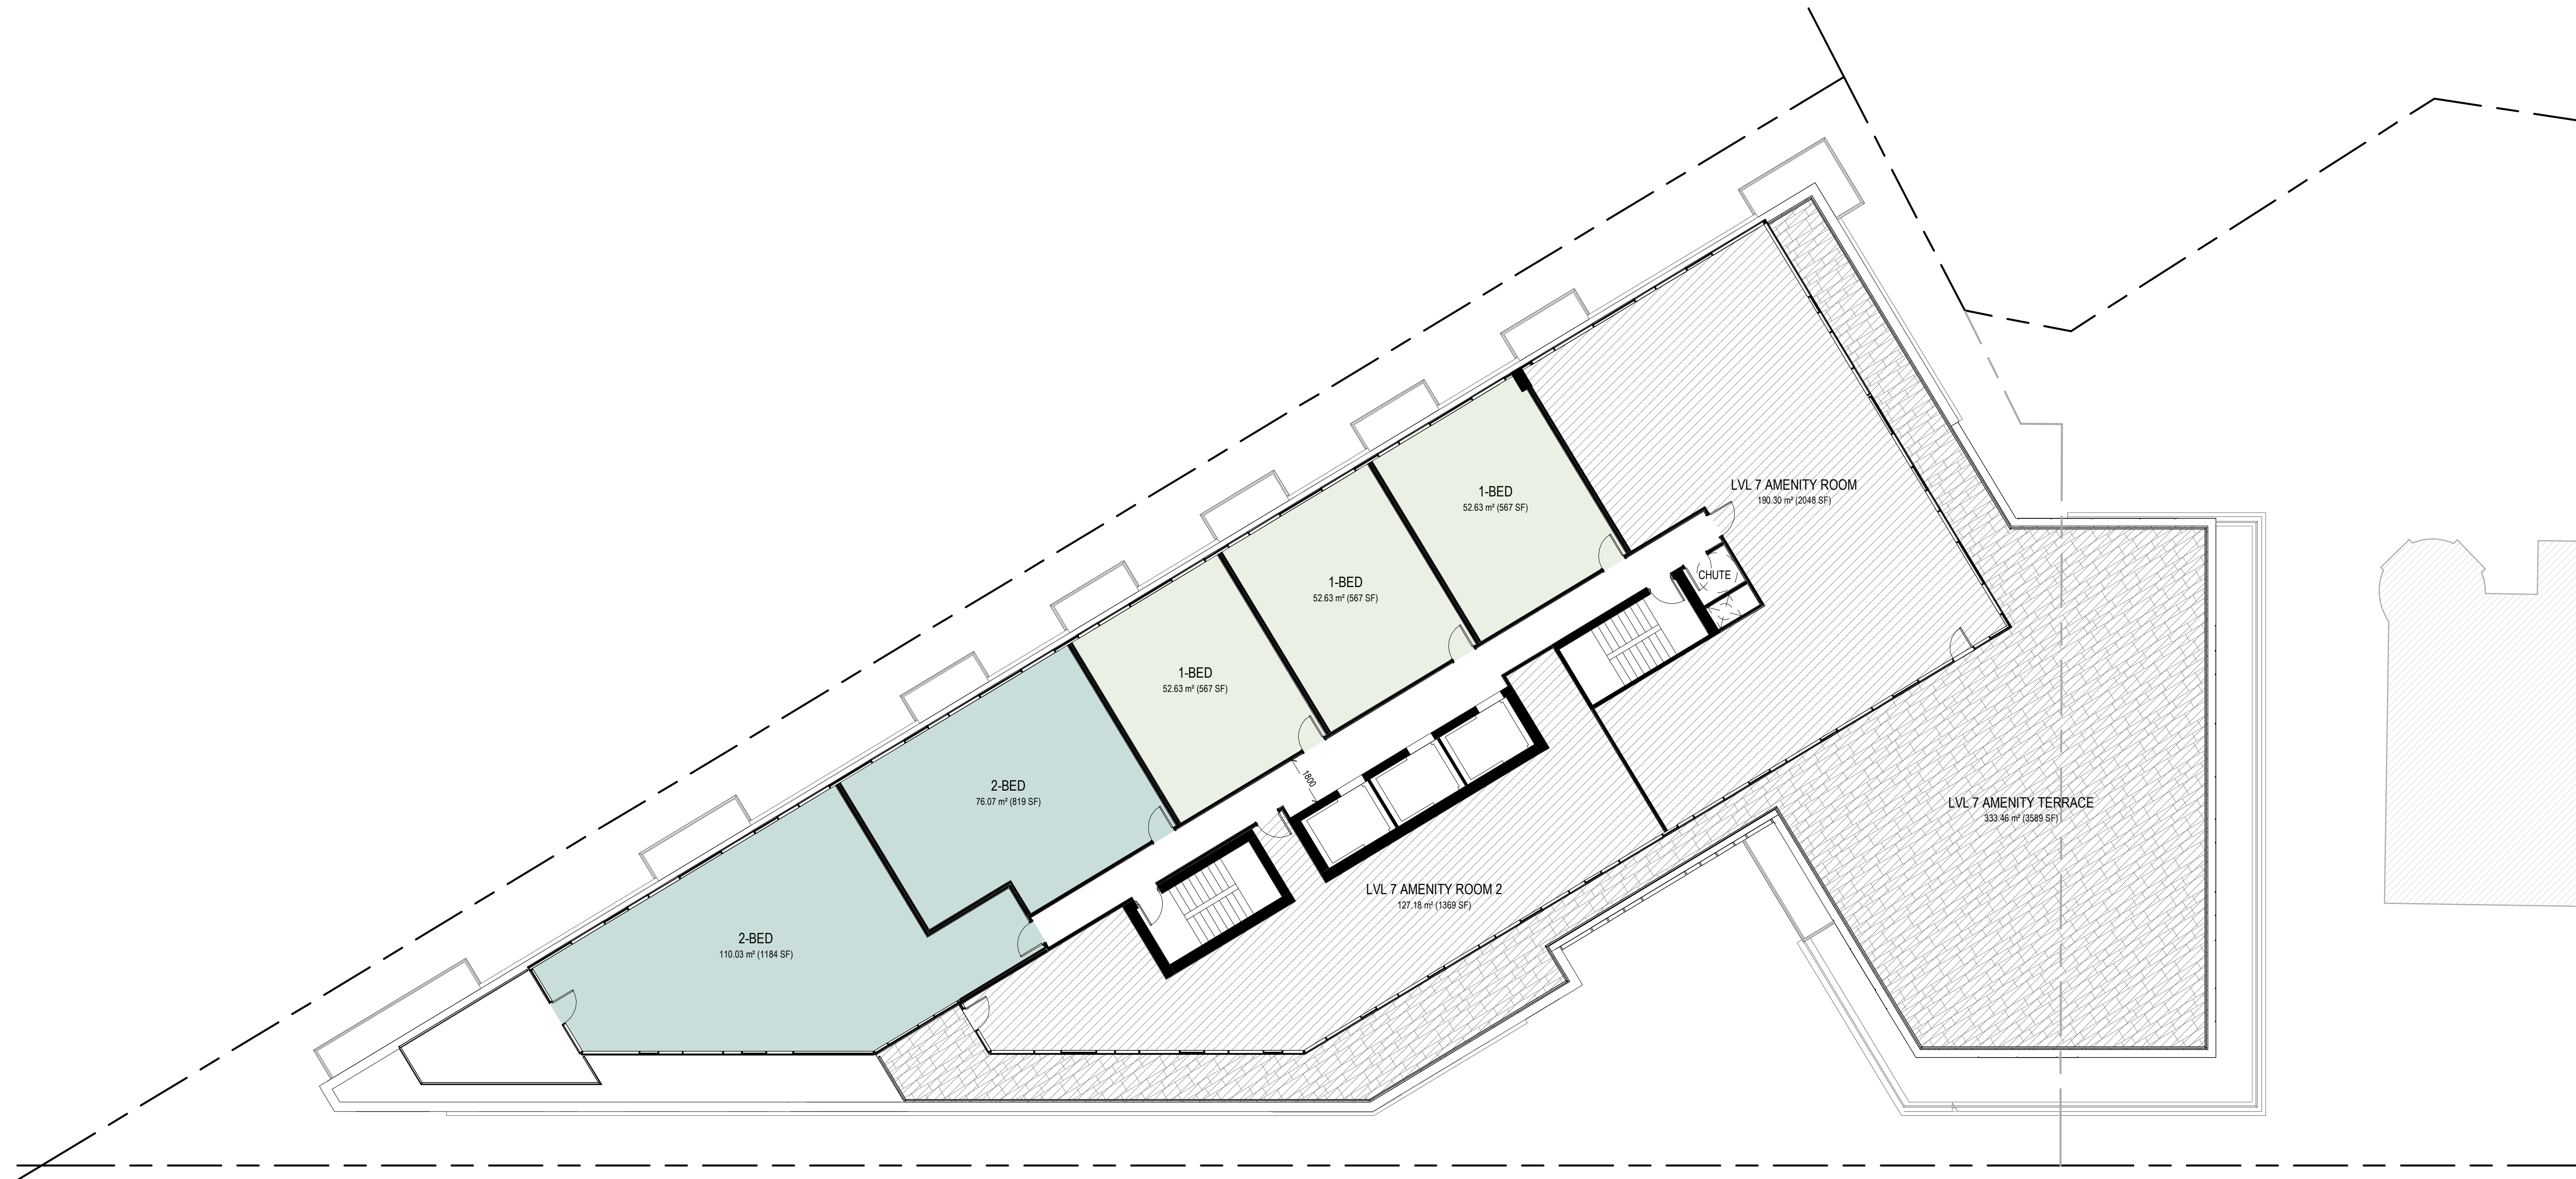 LVL 7 AMENITY ROOM
190.30 m² (2048 SF)
1-BED
52.63 m² (567 SF)
CHUTE
1-BED
52.63 m² (567 SF)
1-BED
52.63 m² (567 SF)
1800
2-BED
76.07 m² (819 SF)
LVL 7 AMENITY TERRACE
333.46 m² (3589 SF)
LVL 7 AMENITY ROOM 2
127.18 m² (1369 SF)
2-BED
110.03 m² (1184 SF)